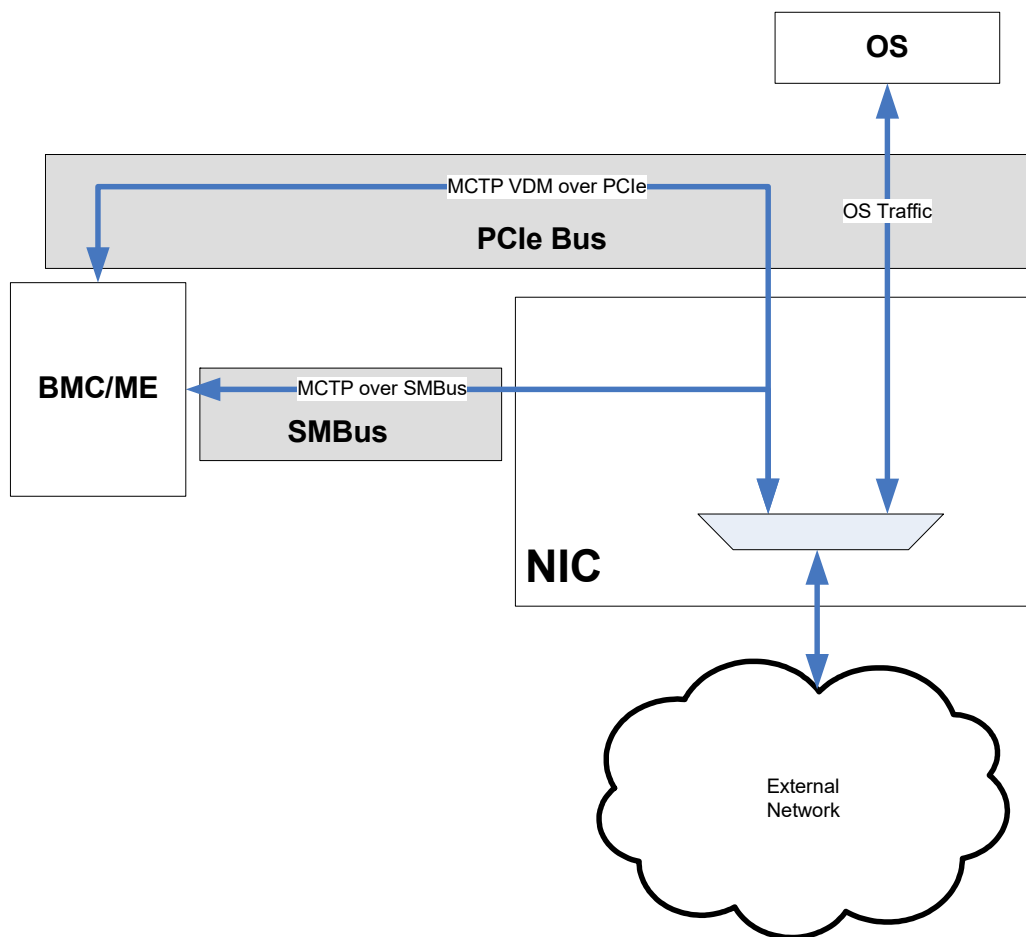 OS
MCTP VDM over PCIe
OS Traffic
PCIe Bus
BMC/ME
MCTP over SMBus
SMBus
NIC
External
Network